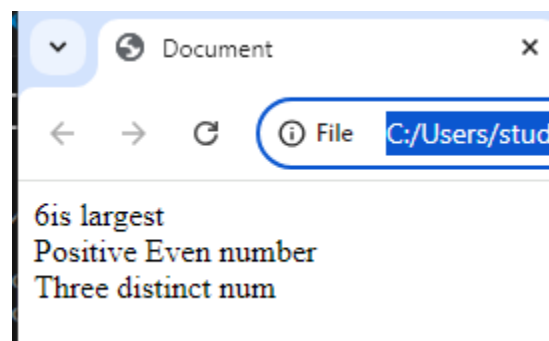 Document
File C:/Users/stud
6is largest
Positive Even number
Three distinct num